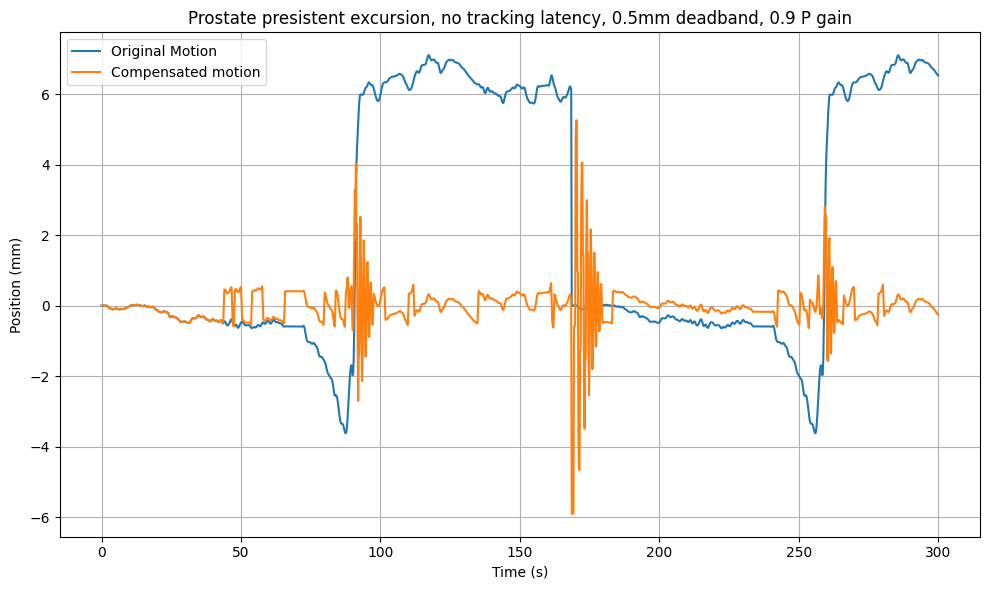 Prostate presistent excursion, no tracking latency, 0.5mm deadband, 0.9 P gain
Original Motion
Compensated motion
Position (mm)
6
4
2
0
−2
−4
−6
0 50 100 150 200 250 300
Time (s)